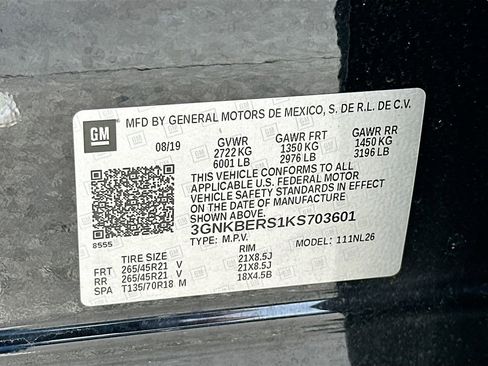 MFD BY GENERAL MOTORS DE MEXICO, S. DE R.L. DE C.V.
GM
08/19 GVWR GAWR FRT GAWR RR
2722 KG 1350 KG 1450 KG
6001 LB 2976 LB 3196 LB
THIS VEHICLE CONFORMS TO ALL
APPLICABLE U.S. FEDERAL MOTOR
VEHICLE SAFETY STANDARDS IN EFFECT
ON THE DATE OF MANUFACTURE
SHOWN ABOVE.
3GNKBERS1KS703601
8555 TYPE: M.P.V. MODEL: 111NL26
TIRE SIZE RIM
FRT 265/45R21 V 21X8.5J
RR 265/45R21 V 21X8.5J
SPA T135/70R18 M 18X4.5B